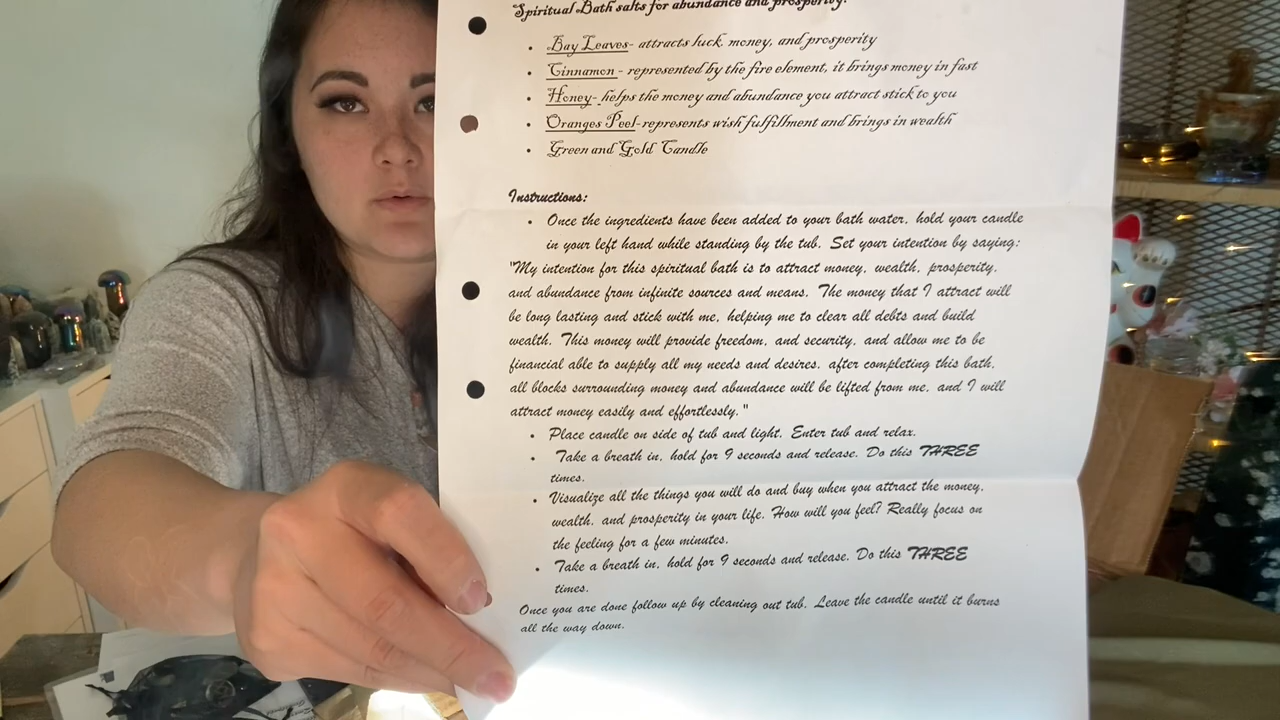 Spiritual Bath salts for abundance and prosperity:
• Bay Leaves- attracts luck, money, and prosperity
• Cinnamon - represented by the fire element, it brings money in fast
• Honey- helps the money and abundance you attract stick to you
• Oranges Peel-represents wish fulfillment and brings in wealth
• Green and Gold Candle
Instructions:
• Once the ingredients have been added to your bath water, hold your candle
in your left hand while standing by the tub. Set your intention by saying:
"My intention for this spiritual bath is to attract money, wealth, prosperity,
and abundance from infinite sources and means. The money that I attract will
be long lasting and stick with me, helping me to clear all debts and build
wealth. This money will provide freedom, and security, and allow me to be
financial able to supply all my needs and desires. after completing this bath,
all blocks surrounding money and abundance will be lifted from me, and I will
attract money easily and effortlessly."
• Place candle on side of tub and light. Enter tub and relax.
• Take a breath in, hold for 9 seconds and release. Do this THREE
times.
• Visualize all the things you will do and buy when you attract the money,
wealth, and prosperity in your life. How will you feel? Really focus on
the feeling for a few minutes.
• Take a breath in, hold for 9 seconds and release. Do this THREE
times.
Once you are done follow up by cleaning out tub. Leave the candle until it burns
all the way down.